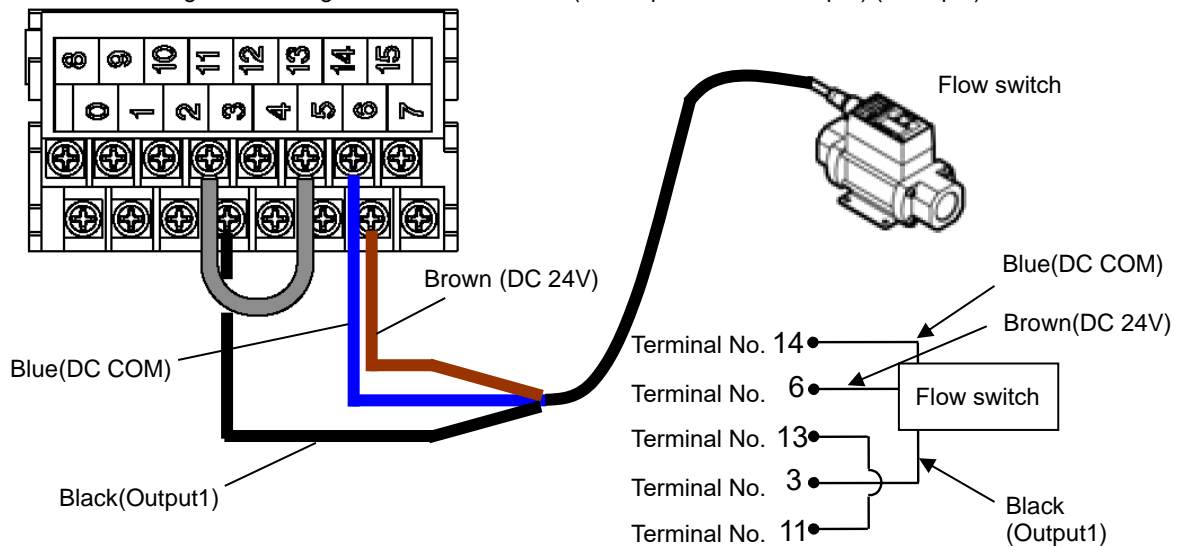 8 9 10 11 12 13 14 15
0 1 2 3 4 5 6 7
Flow switch
Brown (DC 24V)
Blue(DC COM)
Black(Output1)
Blue(DC COM)
Brown(DC 24V)
Terminal No. 14
Terminal No. 6
Flow switch
Terminal No. 13
Terminal No. 3
Terminal No. 11
Black
(Output1)